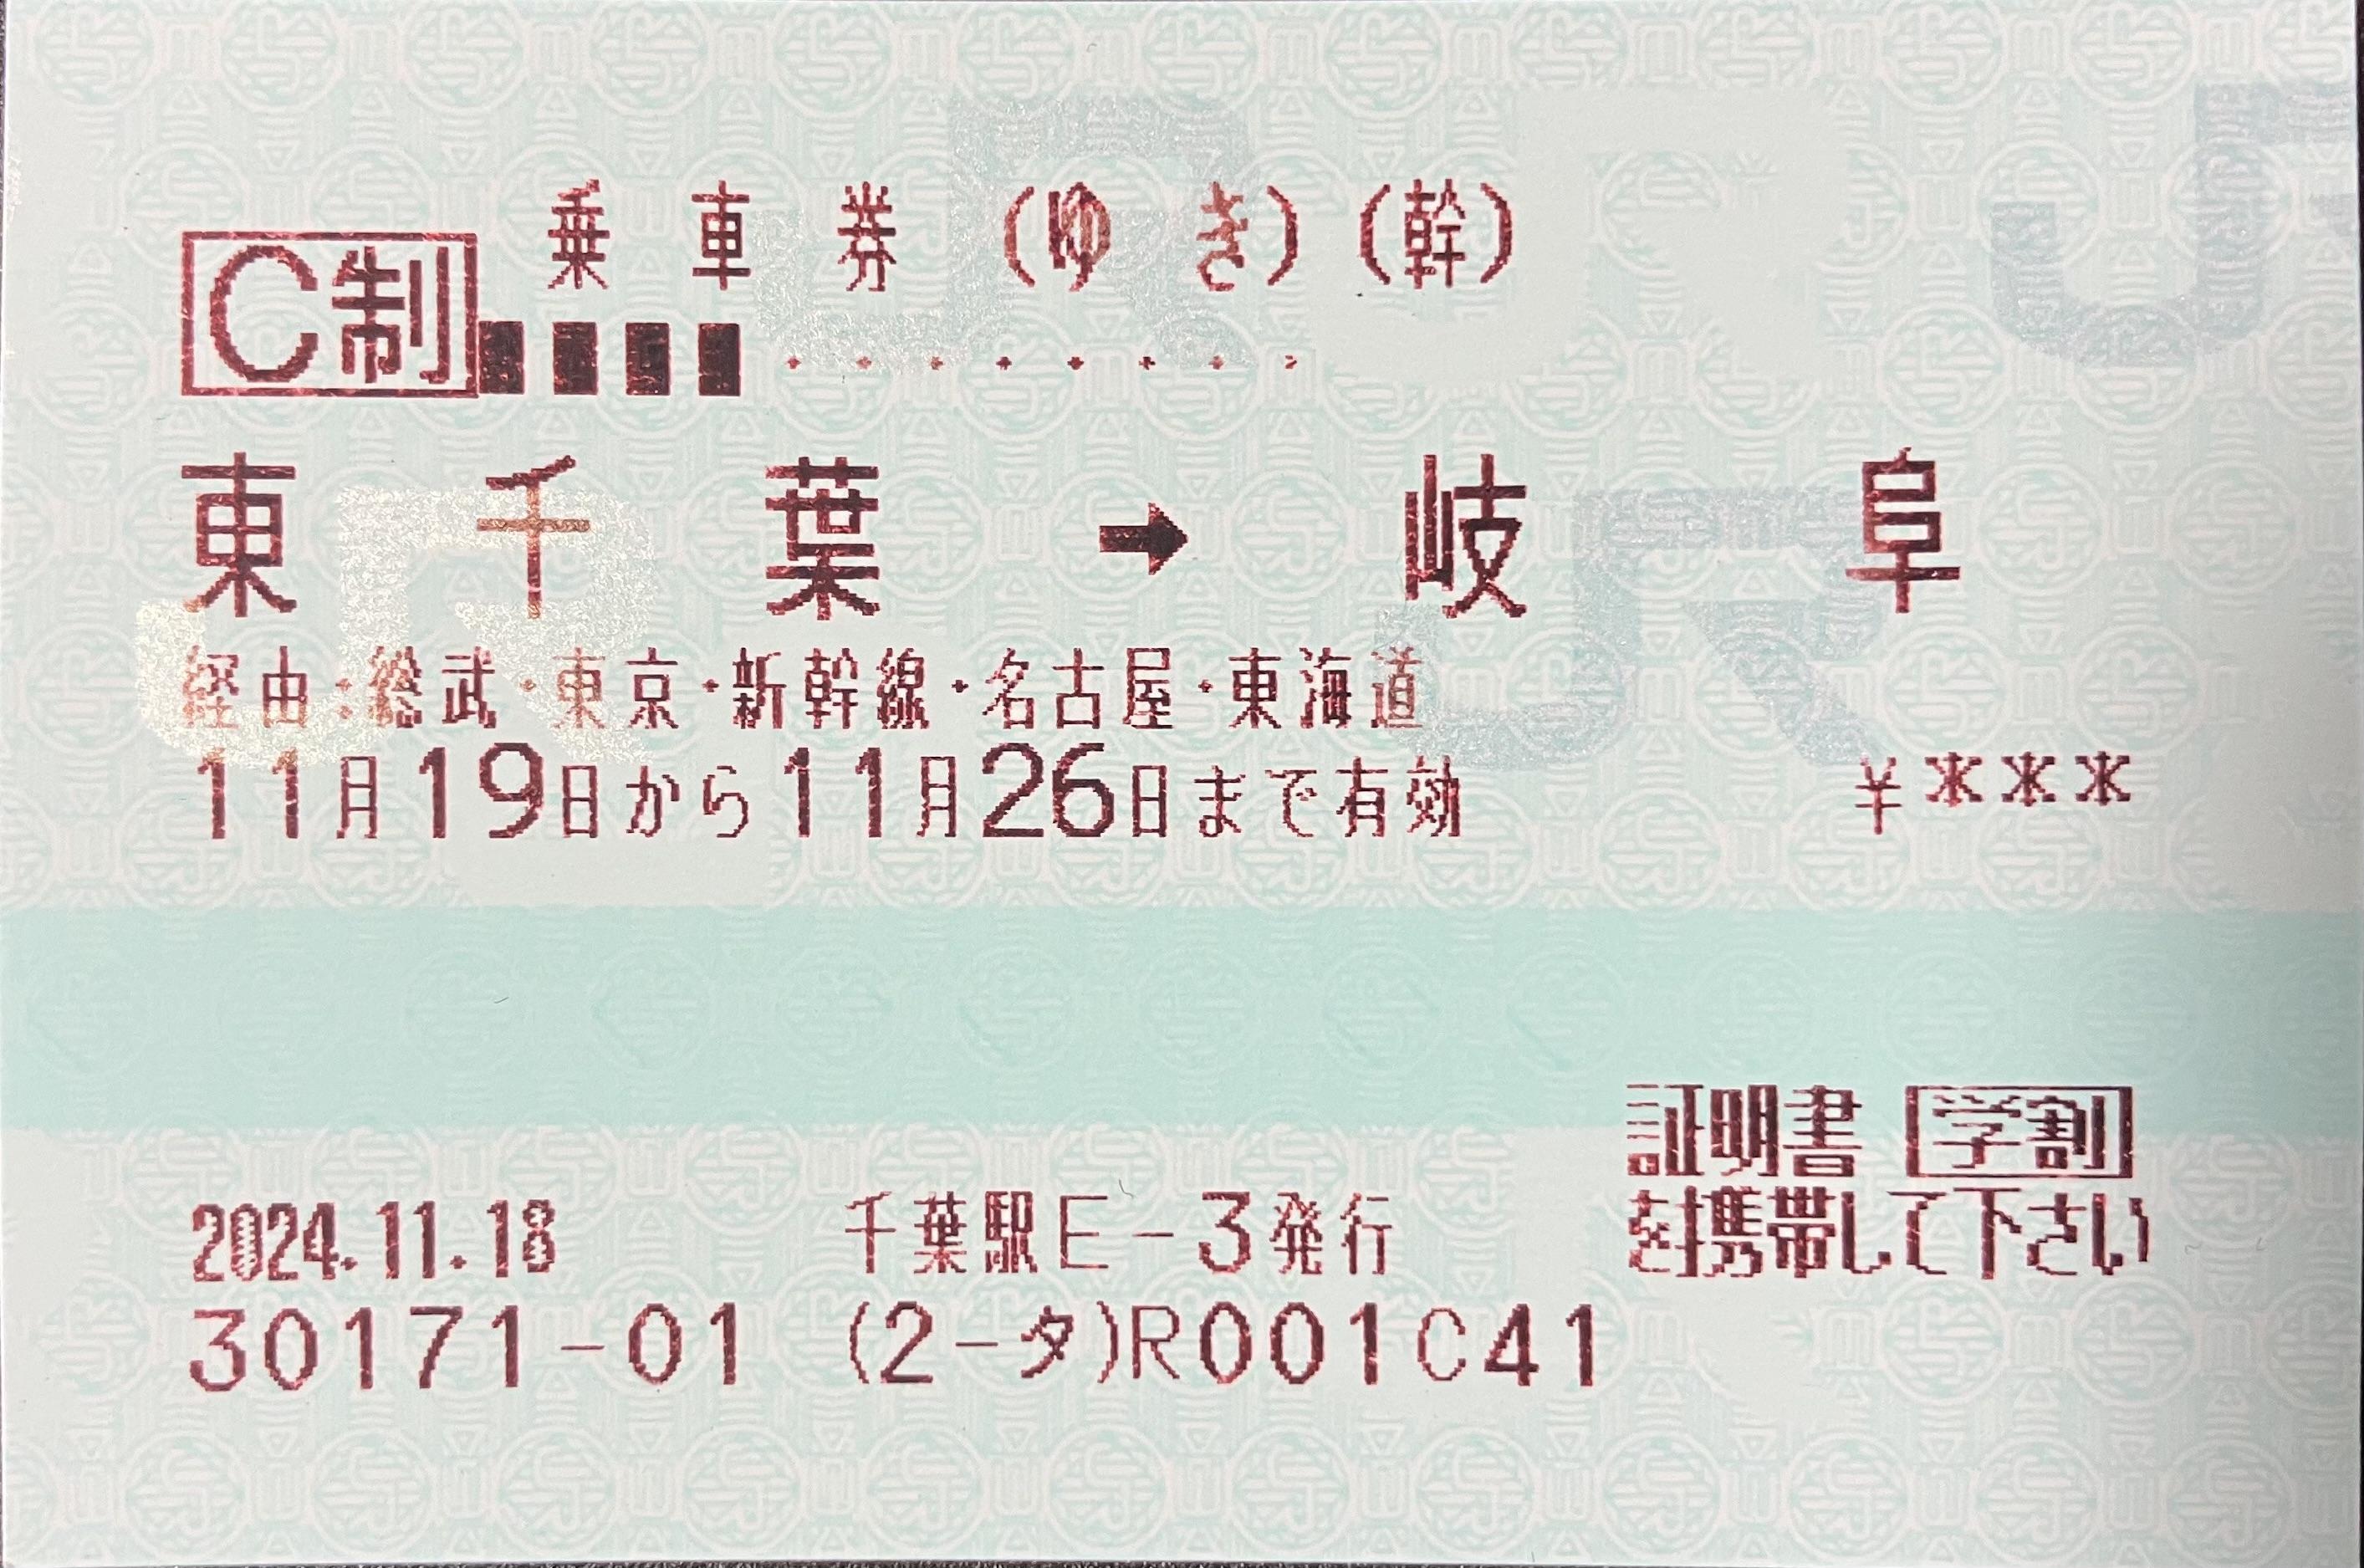 乗車券(ゆき)(幹)
C制
東千葉→岐阜
経由:総武・東京・新幹線・名古屋・東海道
11月19日から11月26日まで有効 ¥***
証明書 学割
2024.11.18 千葉駅E-3発行 を携帯して下さい
30171-01 (2-タ)R001C41